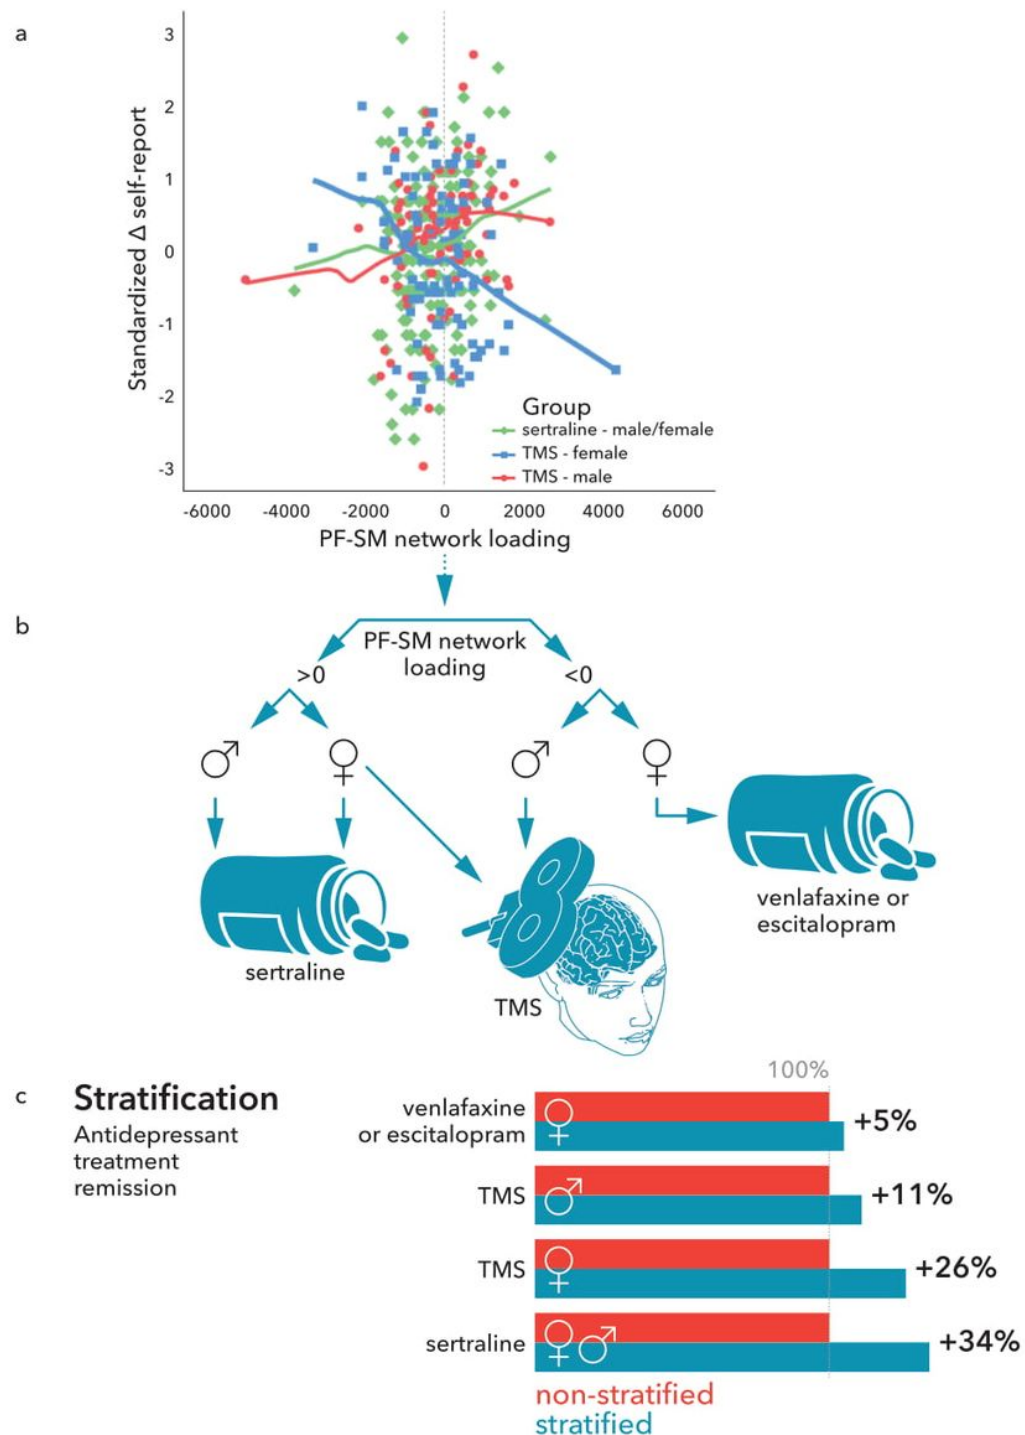 a
3
2
1
0
-1
-2
-3
Standardized Δ self-report
Group
sertraline - male/female
TMS - female
TMS - male
-6000 -4000 -2000 0 2000 4000 6000
PF-SM network loading
b
PF-SM network
loading
>0
<0
♂ ♀ ♂ ♀
sertraline
TMS
venlafaxine or
escitalopram
c
Stratification
Antidepressant
treatment
remission
100%
venlafaxine
or escitalopram
♀
+5%
TMS
♂
+11%
TMS
♀
+26%
sertraline
♀♂
+34%
non-stratified
stratified